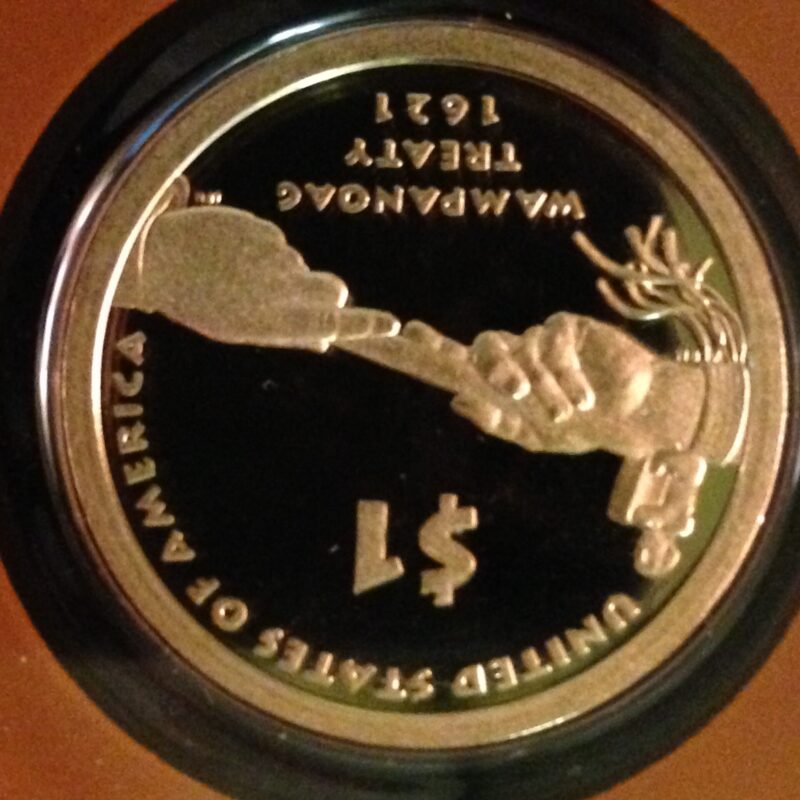 UNITED STATES OF AMERICA
$1
WAMPANOAG
TREATY
1621